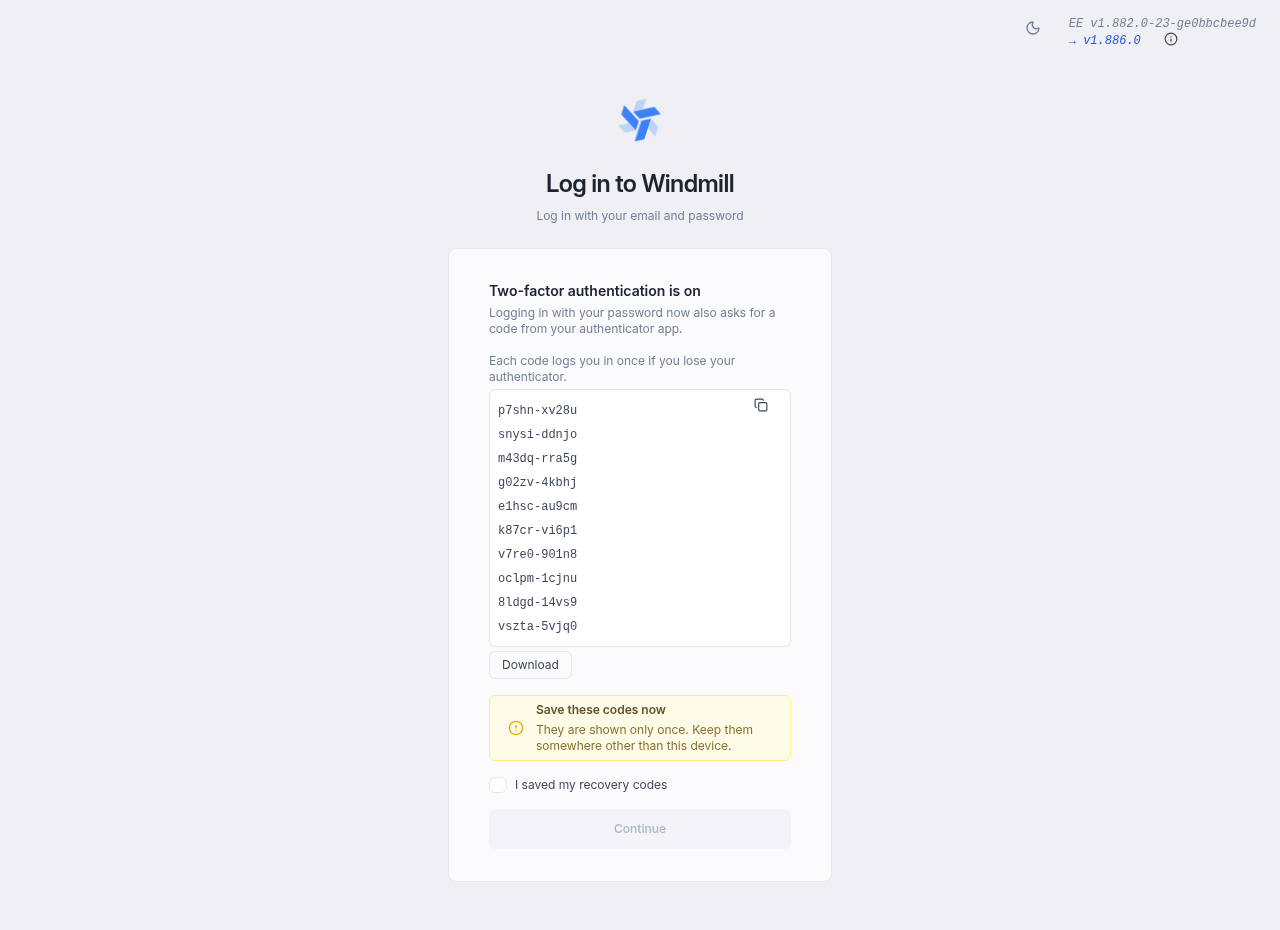 EE v1.882.0-23-ge0bbcbee9d
→ v1.886.0
Log in to Windmill
Log in with your email and password
Two-factor authentication is on
Logging in with your password now also asks for a
code from your authenticator app.
Each code logs you in once if you lose your
authenticator.
p7shn-xv28u
snysi-ddnjo
m43dq-rra5g
g02zv-4kbhj
e1hsc-au9cm
k87cr-vi6p1
v7re0-901n8
oclpm-1cjnu
8ldgd-14vs9
vszta-5vjq0
Download
Save these codes now
They are shown only once. Keep them
somewhere other than this device.
I saved my recovery codes
Continue